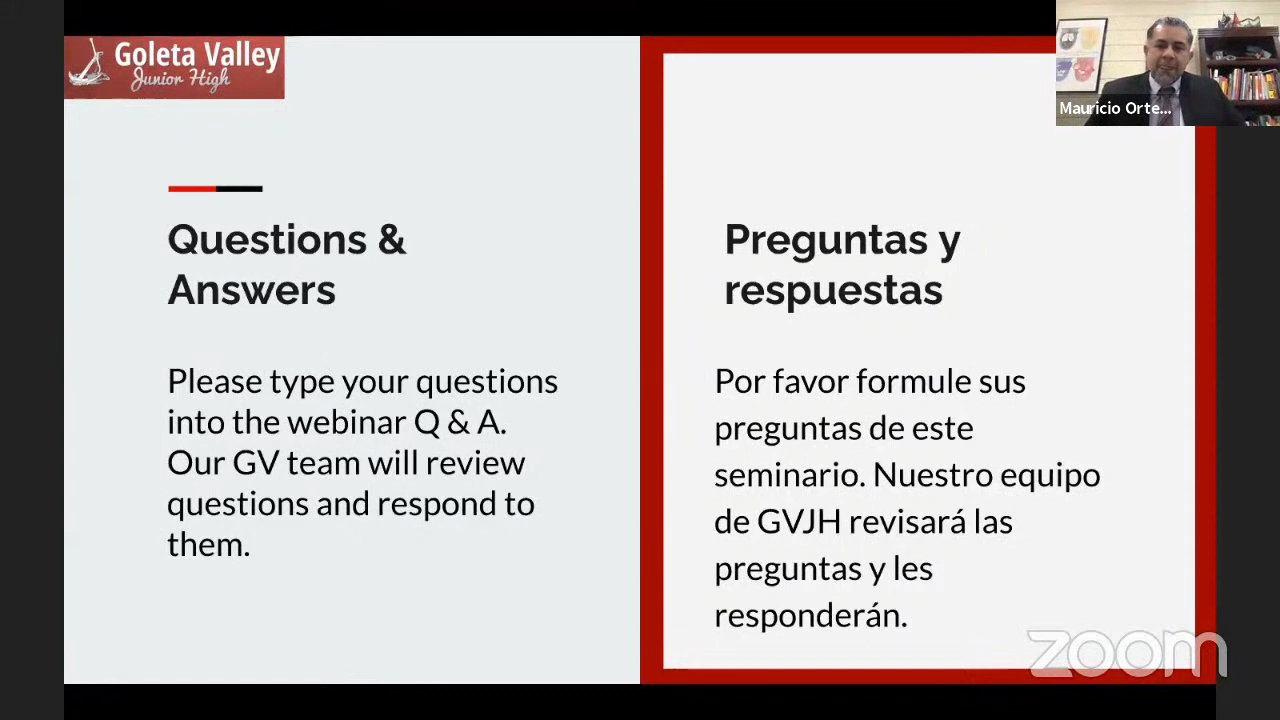 Goleta Valley
Junior High
Mauricio Orte...
Questions &
Answers
Please type your questions
into the webinar Q & A.
Our GV team will review
questions and respond to
them.
Preguntas y
respuestas
Por favor formule sus
preguntas de este
seminario. Nuestro equipo
de GVJH revisará las
preguntas y les
responderán.
zoom